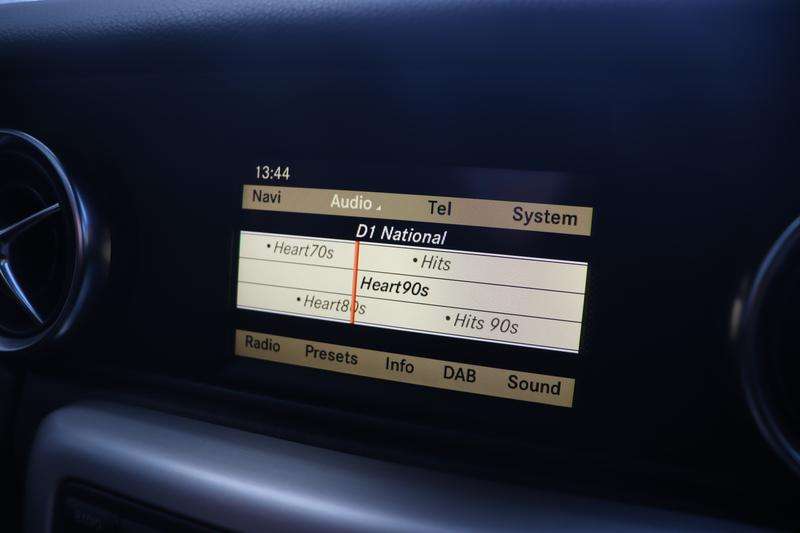 13:44
Navi Audio Tel System
D1 National
•Heart70s •Hits
Heart90s
•Heart80s •Hits 90s
Radio Presets Info DAB Sound